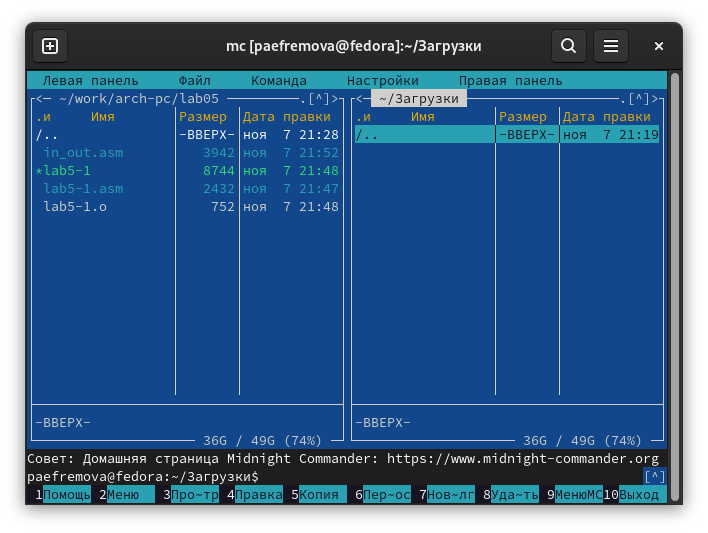 mc [paefremova@fedora]:~/Загрузки
Левая панель Файл Команда Настройки Правая панель
<─ ~/work/arch-pc/lab05 .[^]> <─ ~/Загрузки .[^]>
.и Имя Размер Дата правки .и Имя Размер Дата правки
/.. -ВВЕРХ- ноя 7 21:28 /.. -ВВЕРХ- ноя 7 21:19
in_out.asm 3942 ноя 7 21:52
*lab5-1 8744 ноя 7 21:48
lab5-1.asm 2432 ноя 7 21:47
lab5-1.o 752 ноя 7 21:48
-ВВЕРХ- -ВВЕРХ-
36G / 49G (74%) 36G / 49G (74%)
Совет: Домашняя страница Midnight Commander: https://www.midnight-commander.org
paefremova@fedora:~/Загрузки$ [^]
1Помощь 2Меню 3Про~тр 4Правка 5Копия 6Пер~ос 7Нов~лг 8Уда~ть 9МенюМС 10Выход